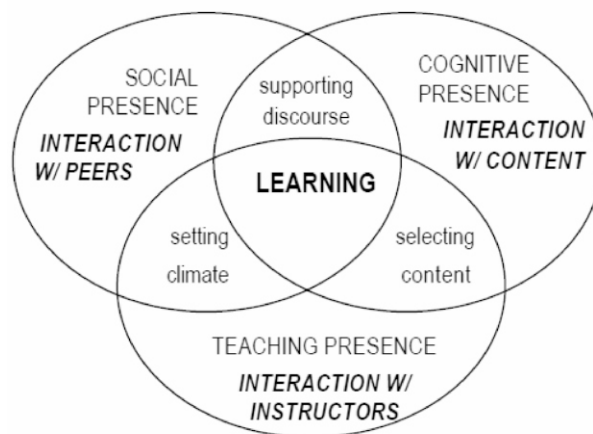 SOCIAL
PRESENCE
INTERACTION
W/ PEERS
supporting
discourse
COGNITIVE
PRESENCE
INTERACTION
W/ CONTENT
LEARNING
setting
climate
selecting
content
TEACHING PRESENCE
INTERACTION W/
INSTRUCTORS